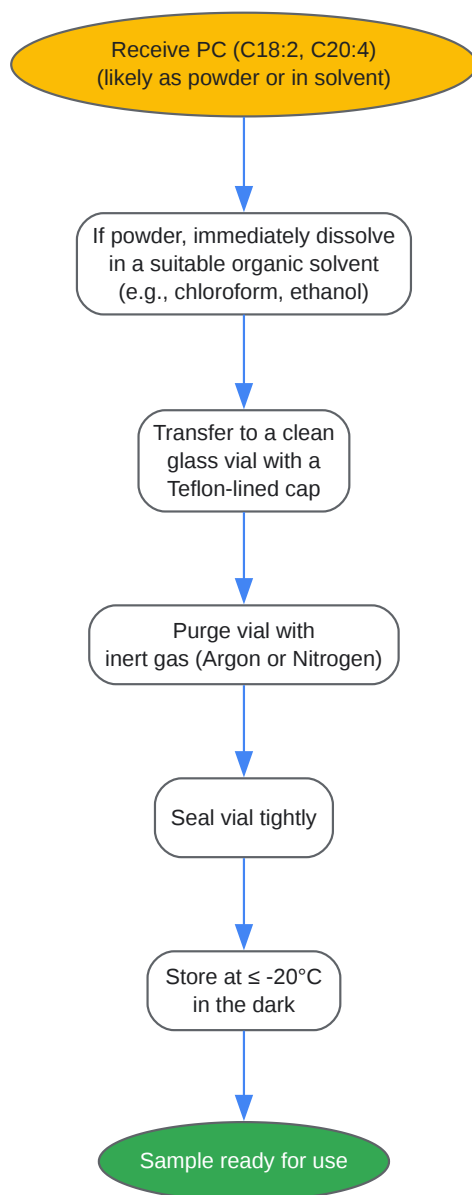 Receive PC (C18:2, C20:4)
(likely as powder or in solvent)
If powder, immediately dissolve
in a suitable organic solvent
(e.g., chloroform, ethanol)
Transfer to a clean
glass vial with a
Teflon-lined cap
Purge vial with
inert gas (Argon or Nitrogen)
Seal vial tightly
Store at ≤ -20°C
in the dark
Sample ready for use